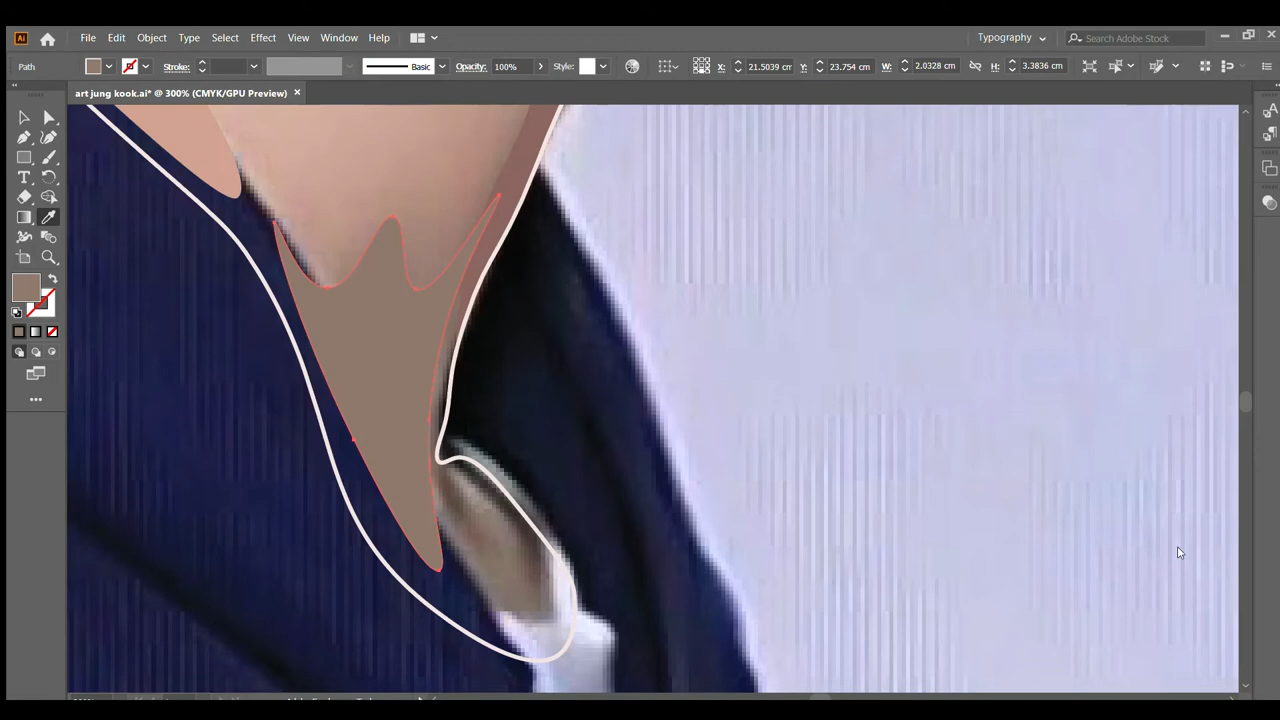 Ai
File Edit Object Type Select Effect View Window Help
Typography
Search Adobe Stock
Path
Stroke:
Basic
Opacity: 100%
Style:
X: 21.5039 cm
Y: 23.754 cm
W: 2.0328 cm
H: 3.3836 cm
art jung kook.ai* @ 300% (CMYK/GPU Preview)